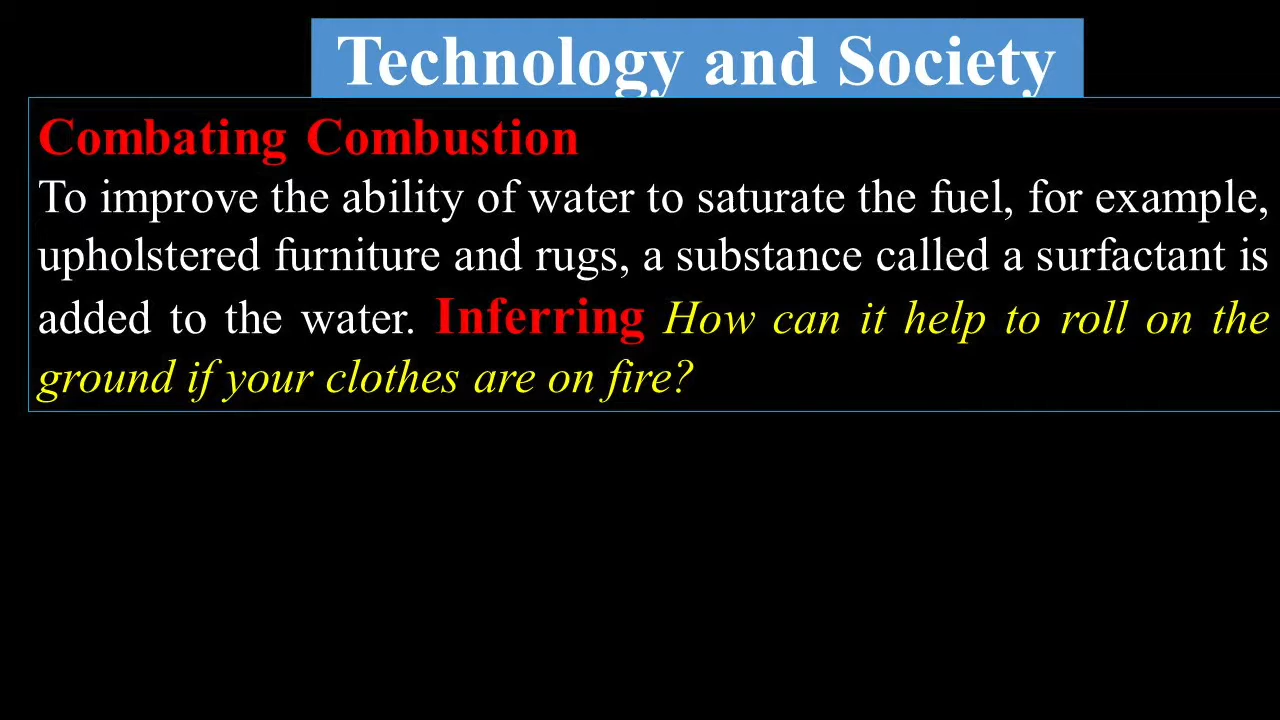 Technology and Society
Combating Combustion
To improve the ability of water to saturate the fuel, for example,
upholstered furniture and rugs, a substance called a surfactant is
added to the water. Inferring How can it help to roll on the
ground if your clothes are on fire?